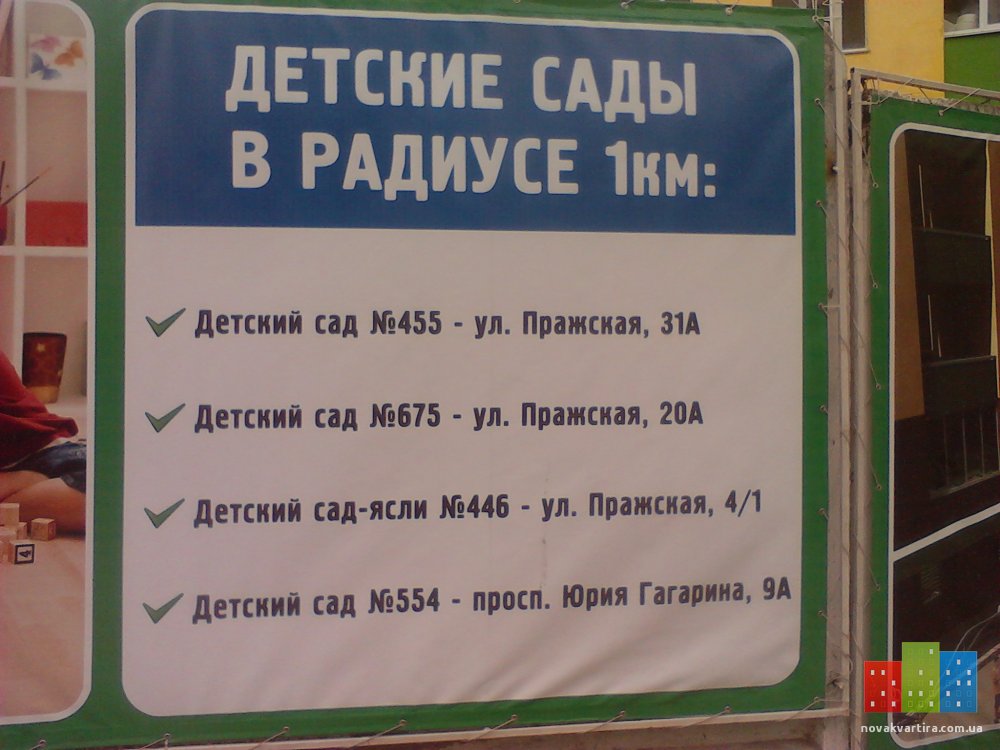 ДЕТСКИЕ САДЫ
В РАДИУСЕ 1КМ:
Детский сад №455 - ул. Пражская, 31А
Детский сад №675 - ул. Пражская, 20А
Детский сад-ясли №446 - ул. Пражская, 4/1
Детский сад №554 - просп. Юрия Гагарина, 9А
4
novakvartira.com.ua